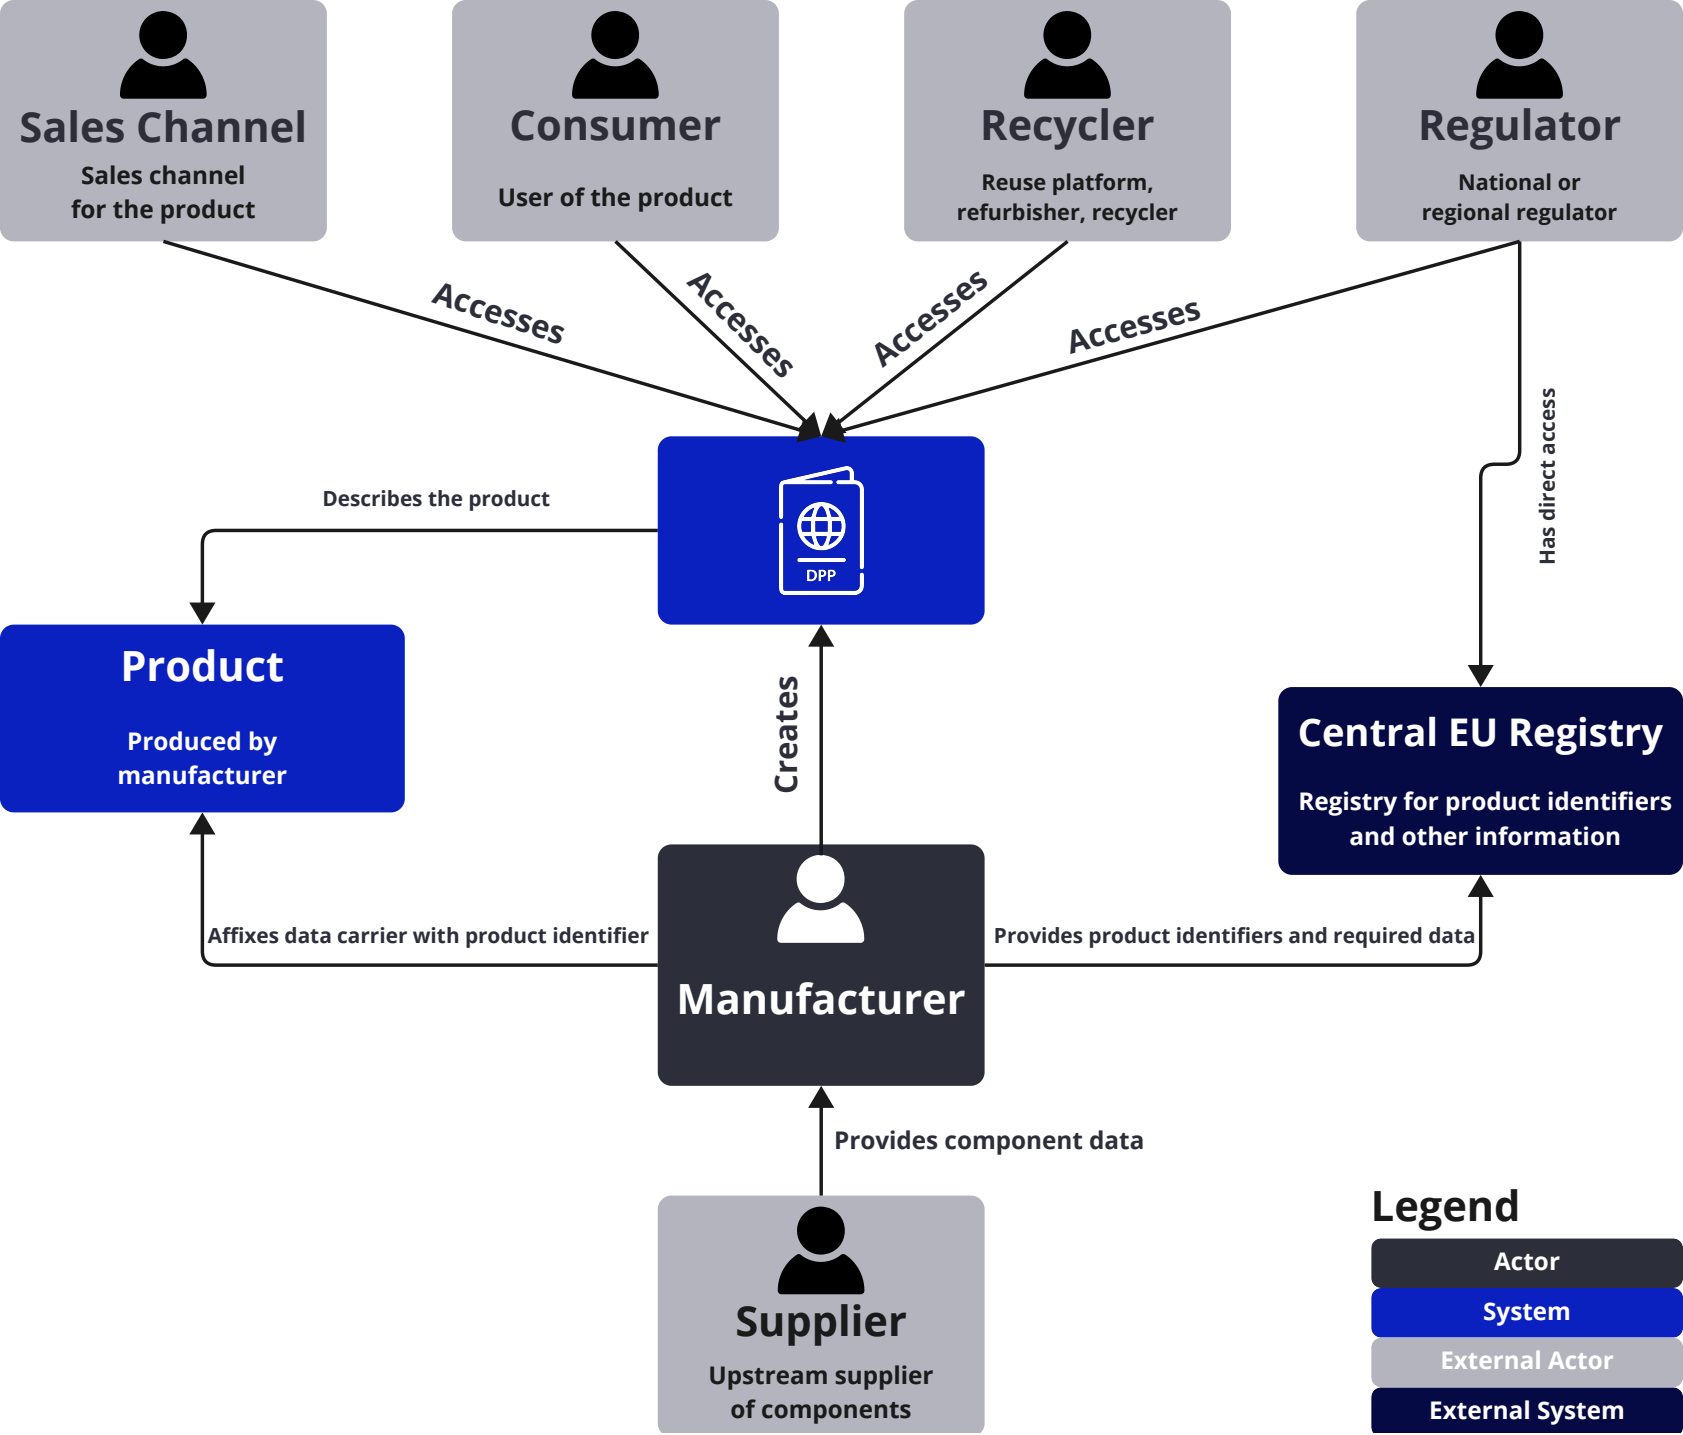 Sales Channel
Sales channel
for the product
Consumer
User of the product
Recycler
Reuse platform,
refurbisher, recycler
Regulator
National or
regional regulator
Accesses
Accesses
Accesses
Accesses
Has direct access
Describes the product
DPP
Product
Produced by
manufacturer
Creates
Central EU Registry
Registry for product identifiers
and other information
Affixes data carrier with product identifier
Provides product identifiers and required data
Manufacturer
Provides component data
Supplier
Upstream supplier
of components
Legend
Actor
System
External Actor
External System